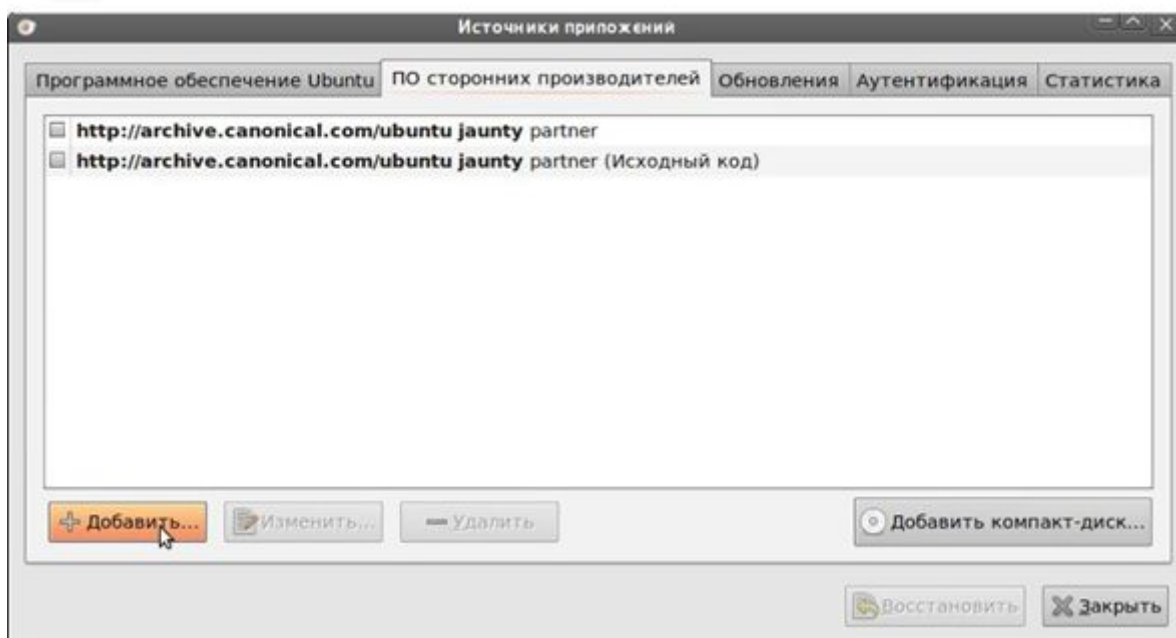 Источники приложений
Программное обеспечение Ubuntu ПО сторонних производителей Обновления Аутентификация Статистика
http://archive.canonical.com/ubuntu jaunty partner
http://archive.canonical.com/ubuntu jaunty partner (Исходный код)
Добавить... Изменить... Удалить Добавить компакт-диск...
Восстановить Закрыть